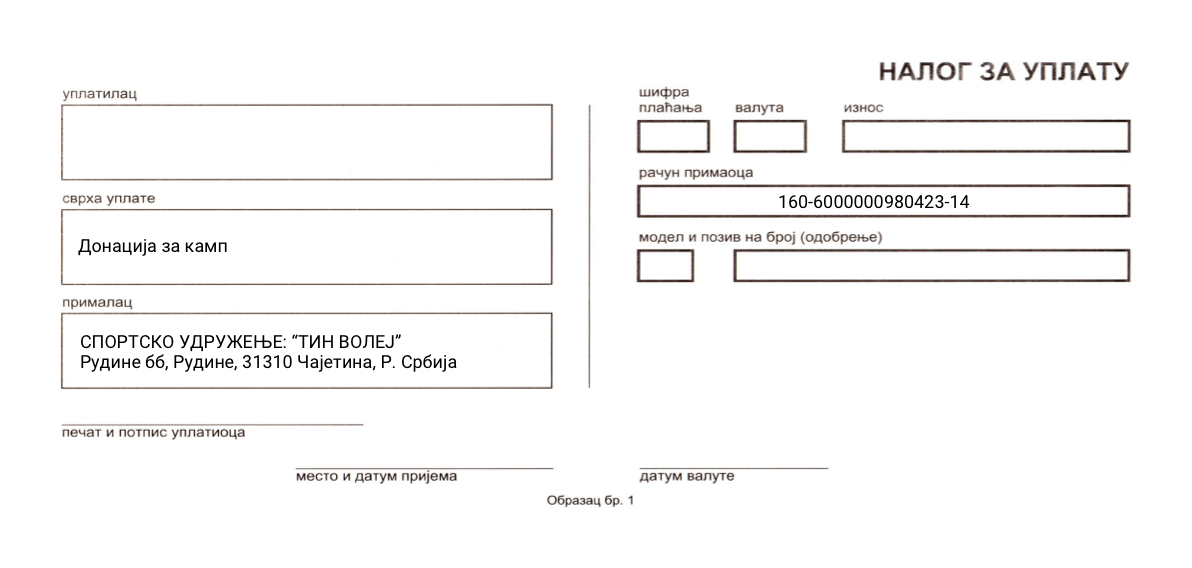 НАЛОГ ЗА УПЛАТУ
уплатилац
сврха уплате
Донација за камп
прималац
СПОРТСКО УДРУЖЕЊЕ: “ТИН ВОЛЕЈ”
Рудине бб, Рудине, 31310 Чајетина, Р. Србија
печат и потпис уплатиоца
место и датум пријема
шифра
плаћања
валута
износ
рачун примаоца
160-6000000980423-14
модел и позив на број (одобрење)
датум валуте
Образац бр. 1